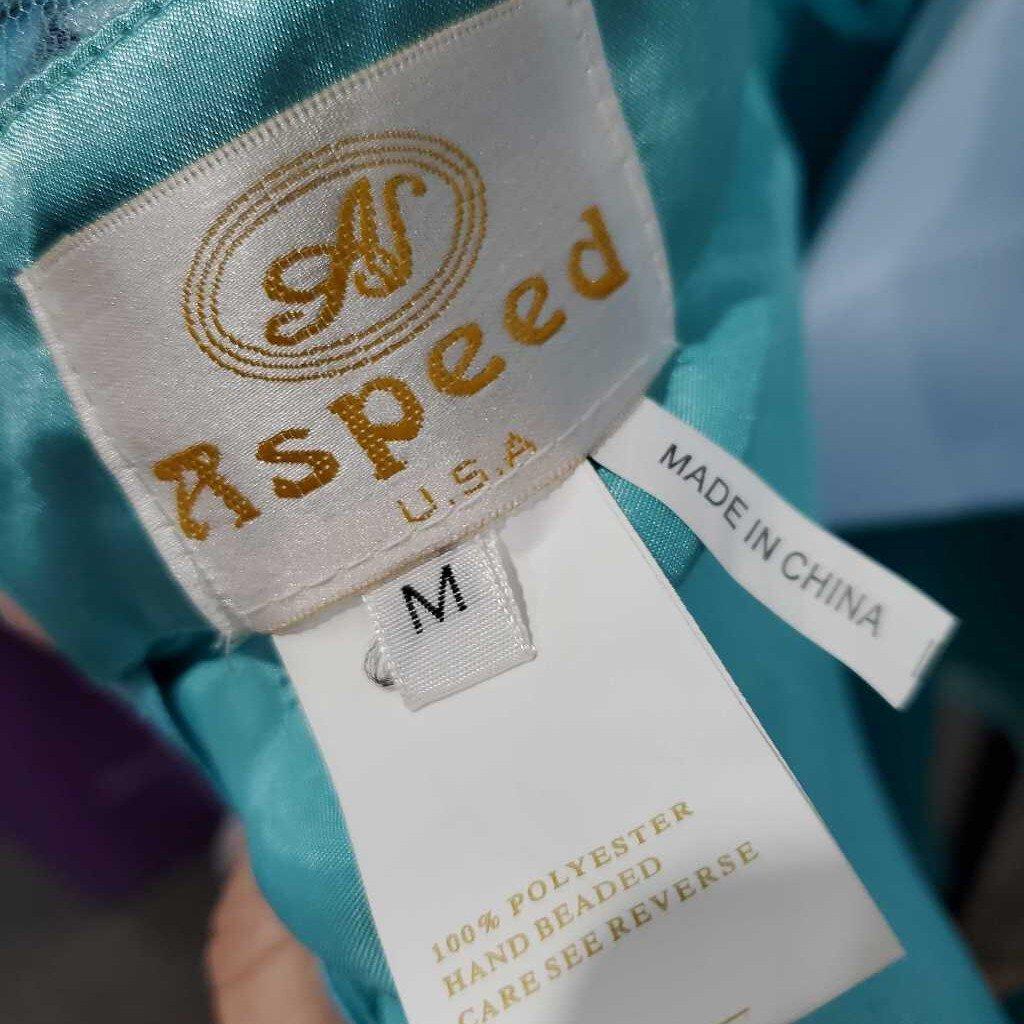 A
Aspeed
U.S.A
M
MADE IN CHINA
100% POLYESTER
HAND BEADED
CARE SEE REVERSE